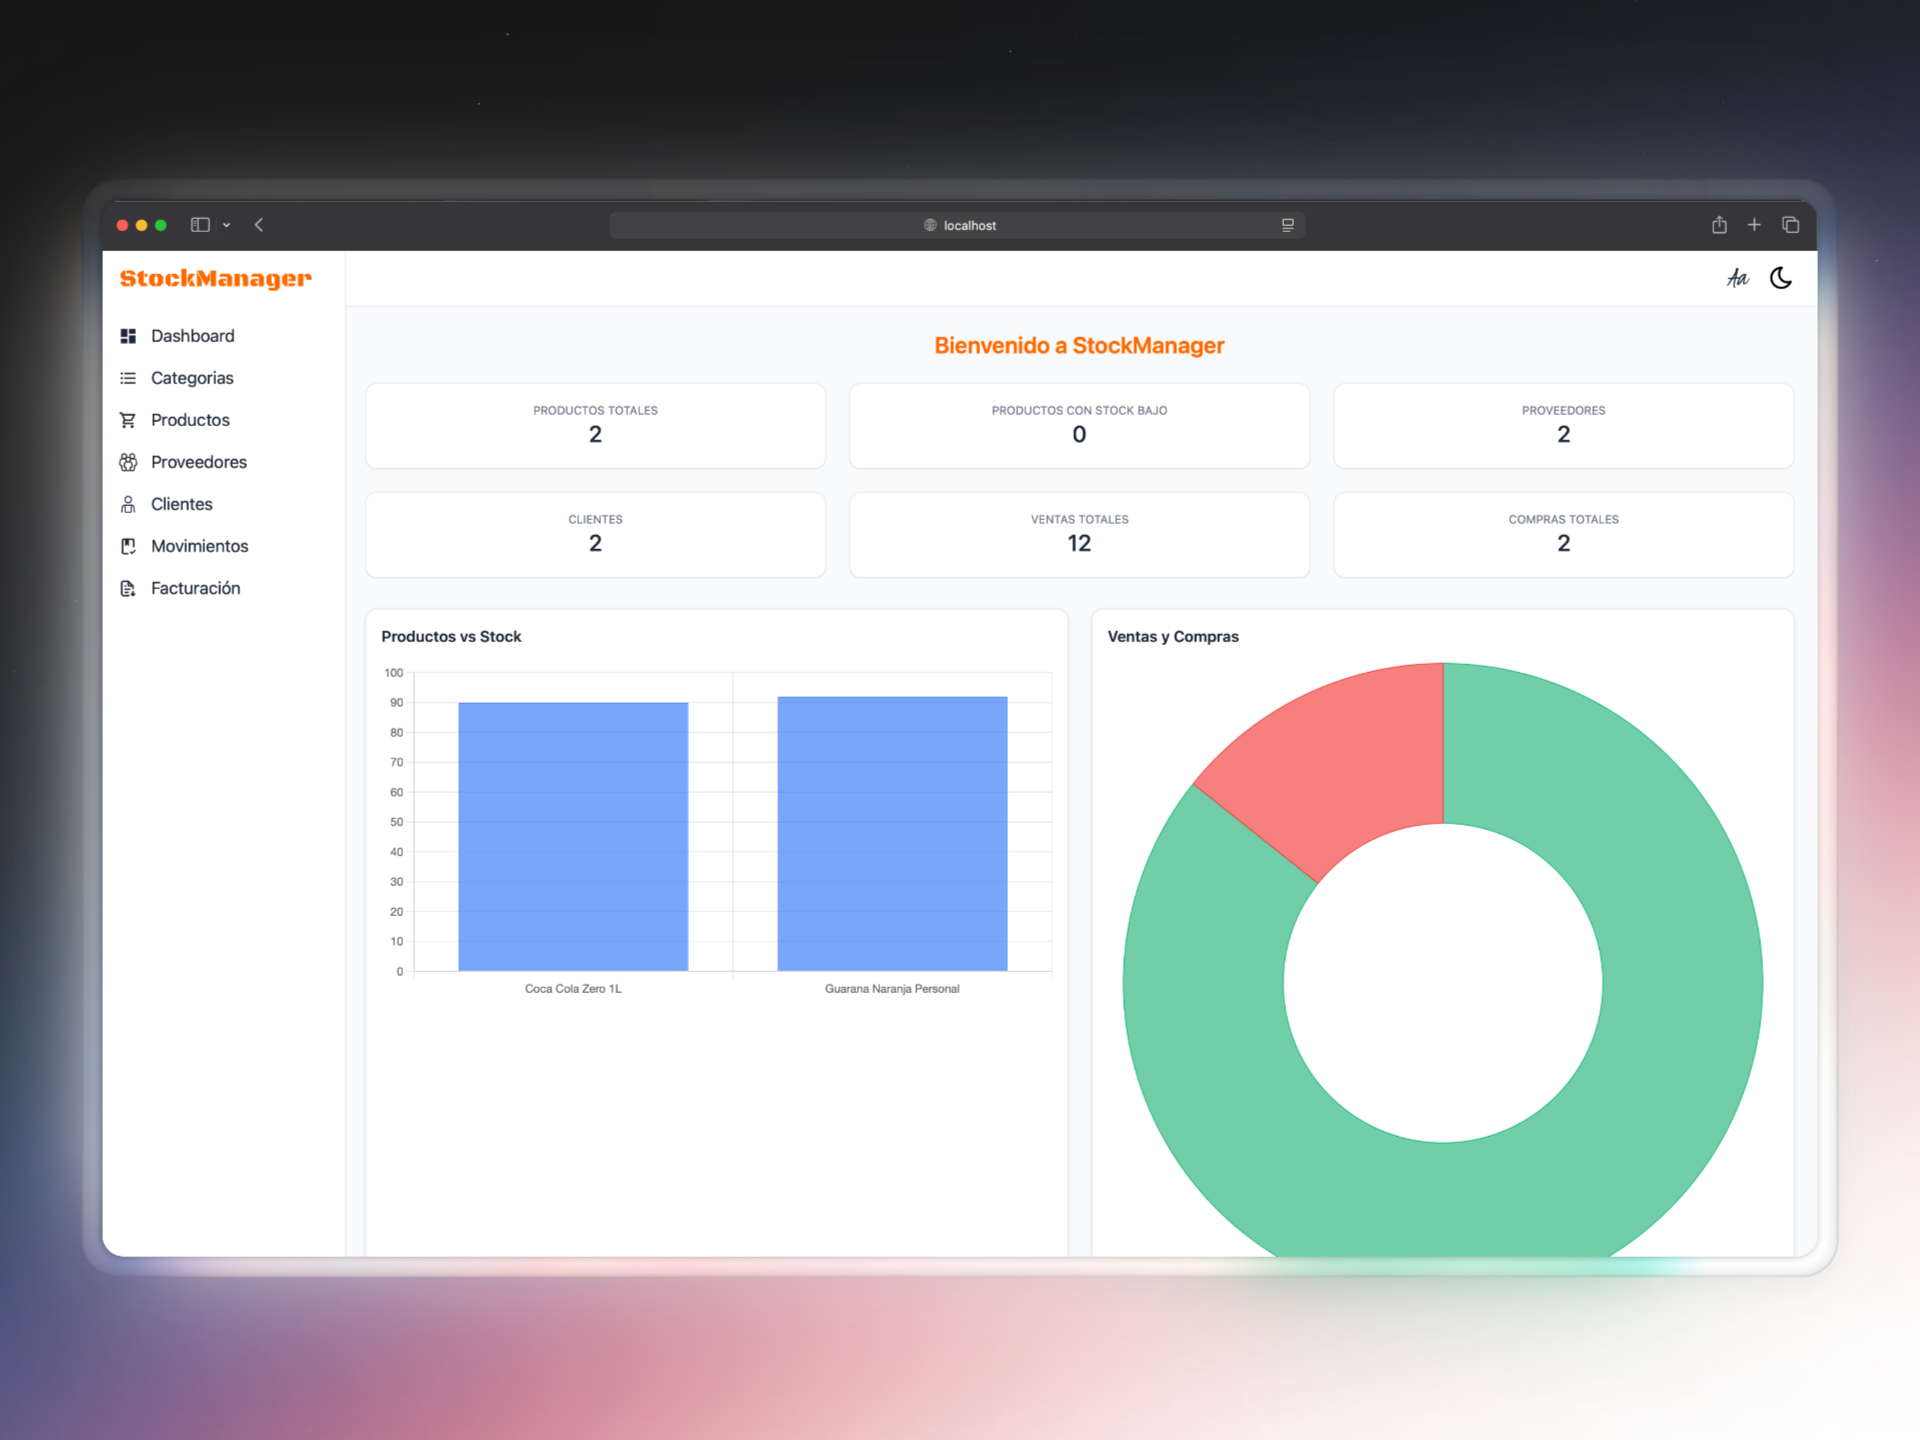 localhost
StockManager
Aa
Dashboard
Categorias
Productos
Proveedores
Clientes
Movimientos
Facturación
Bienvenido a StockManager
PRODUCTOS TOTALES
2
PRODUCTOS CON STOCK BAJO
0
PROVEEDORES
2
CLIENTES
2
VENTAS TOTALES
12
COMPRAS TOTALES
2
Productos vs Stock
100
90
80
70
60
50
40
30
20
10
0
Coca Cola Zero 1L
Guarana Naranja Personal
Ventas y Compras